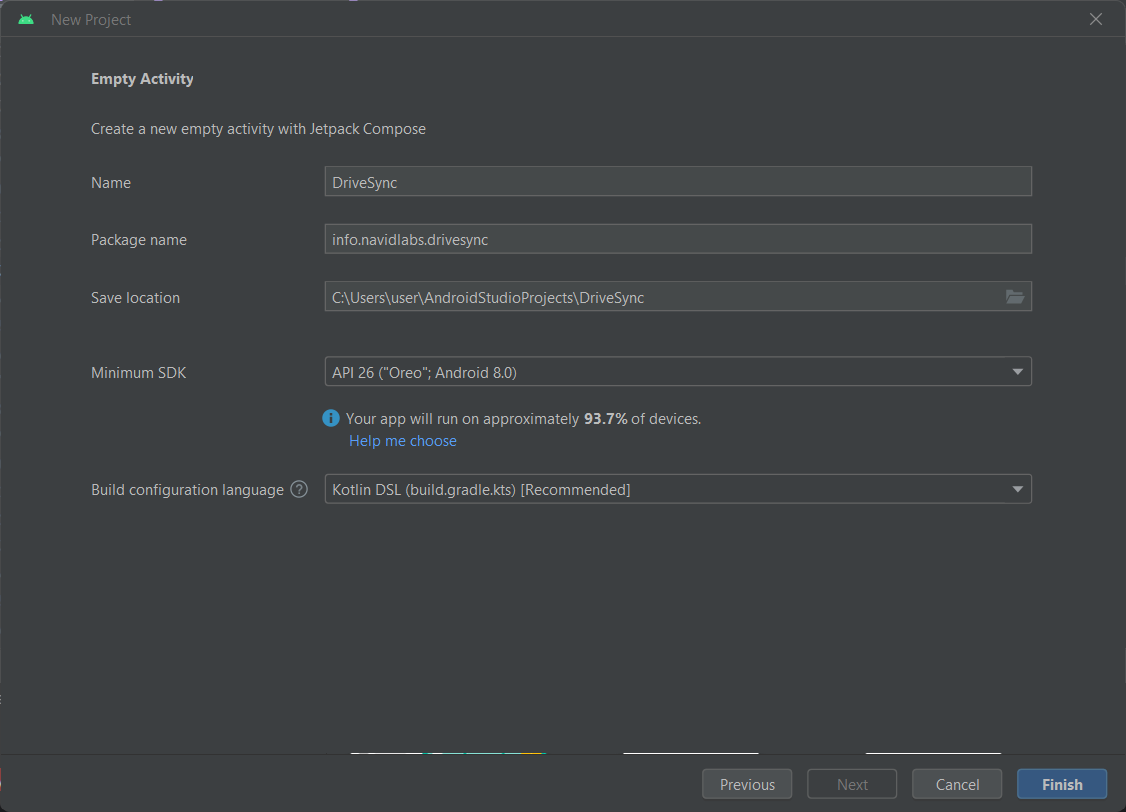 New Project
Empty Activity
Create a new empty activity with Jetpack Compose
Name DriveSync
Package name info.navidlabs.drivesync
Save location C:\Users\user\AndroidStudioProjects\DriveSync
Minimum SDK API 26 ("Oreo"; Android 8.0)
Your app will run on approximately 93.7% of devices.
Help me choose
Build configuration language ? Kotlin DSL (build.gradle.kts) [Recommended]
Previous Next Cancel Finish